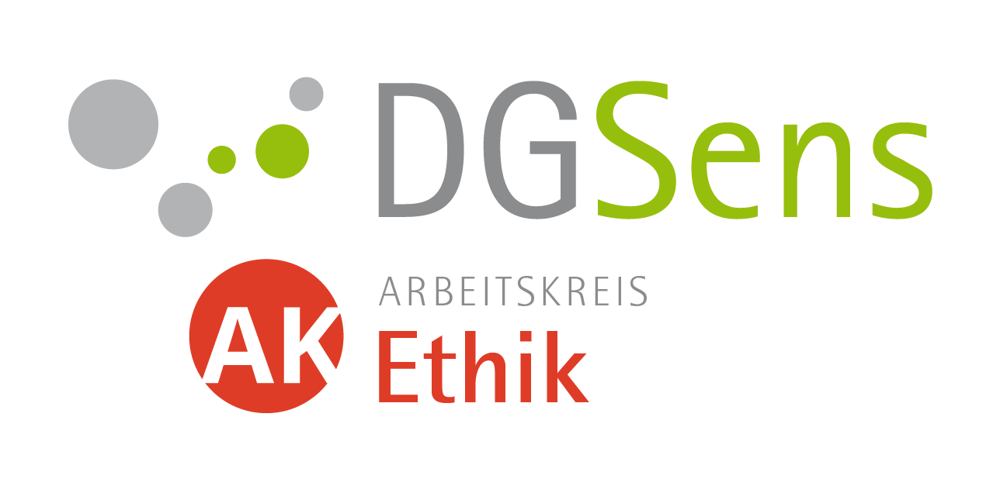 DGSens
AK
ARBEITSKREIS
Ethik